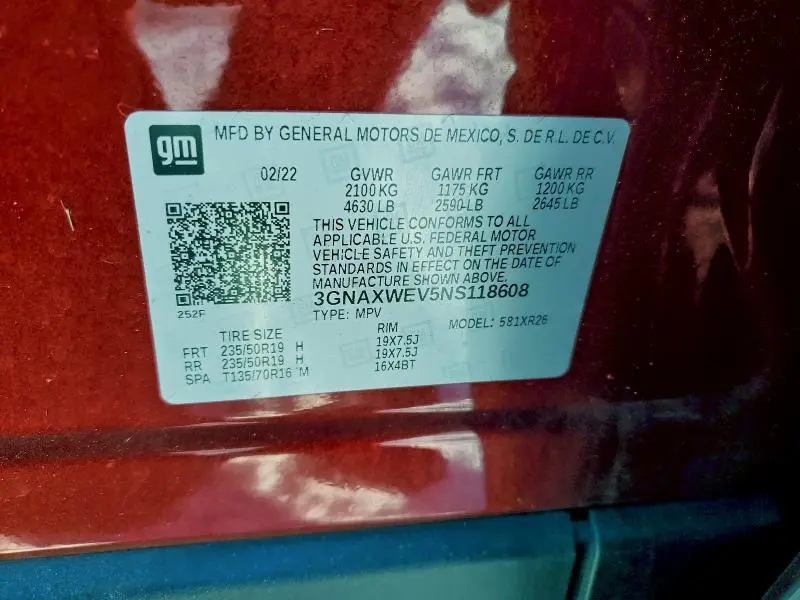 gm MFD BY GENERAL MOTORS DE MEXICO, S. DE R.L. DE C.V.
02/22 GVWR GAWR FRT GAWR RR
2100 KG 1175 KG 1200 KG
4630 LB 2590 LB 2645 LB
THIS VEHICLE CONFORMS TO ALL
APPLICABLE U.S. FEDERAL MOTOR
VEHICLE SAFETY AND THEFT PREVENTION
STANDARDS IN EFFECT ON THE DATE OF
MANUFACTURE SHOWN ABOVE.
3GNAXWEV5NS118608
252F TYPE: MPV MODEL: 581XR26
TIRE SIZE RIM
FRT 235/50R19 H 19X7.5J
RR 235/50R19 H 19X7.5J
SPA T135/70R16 M 16X4BT